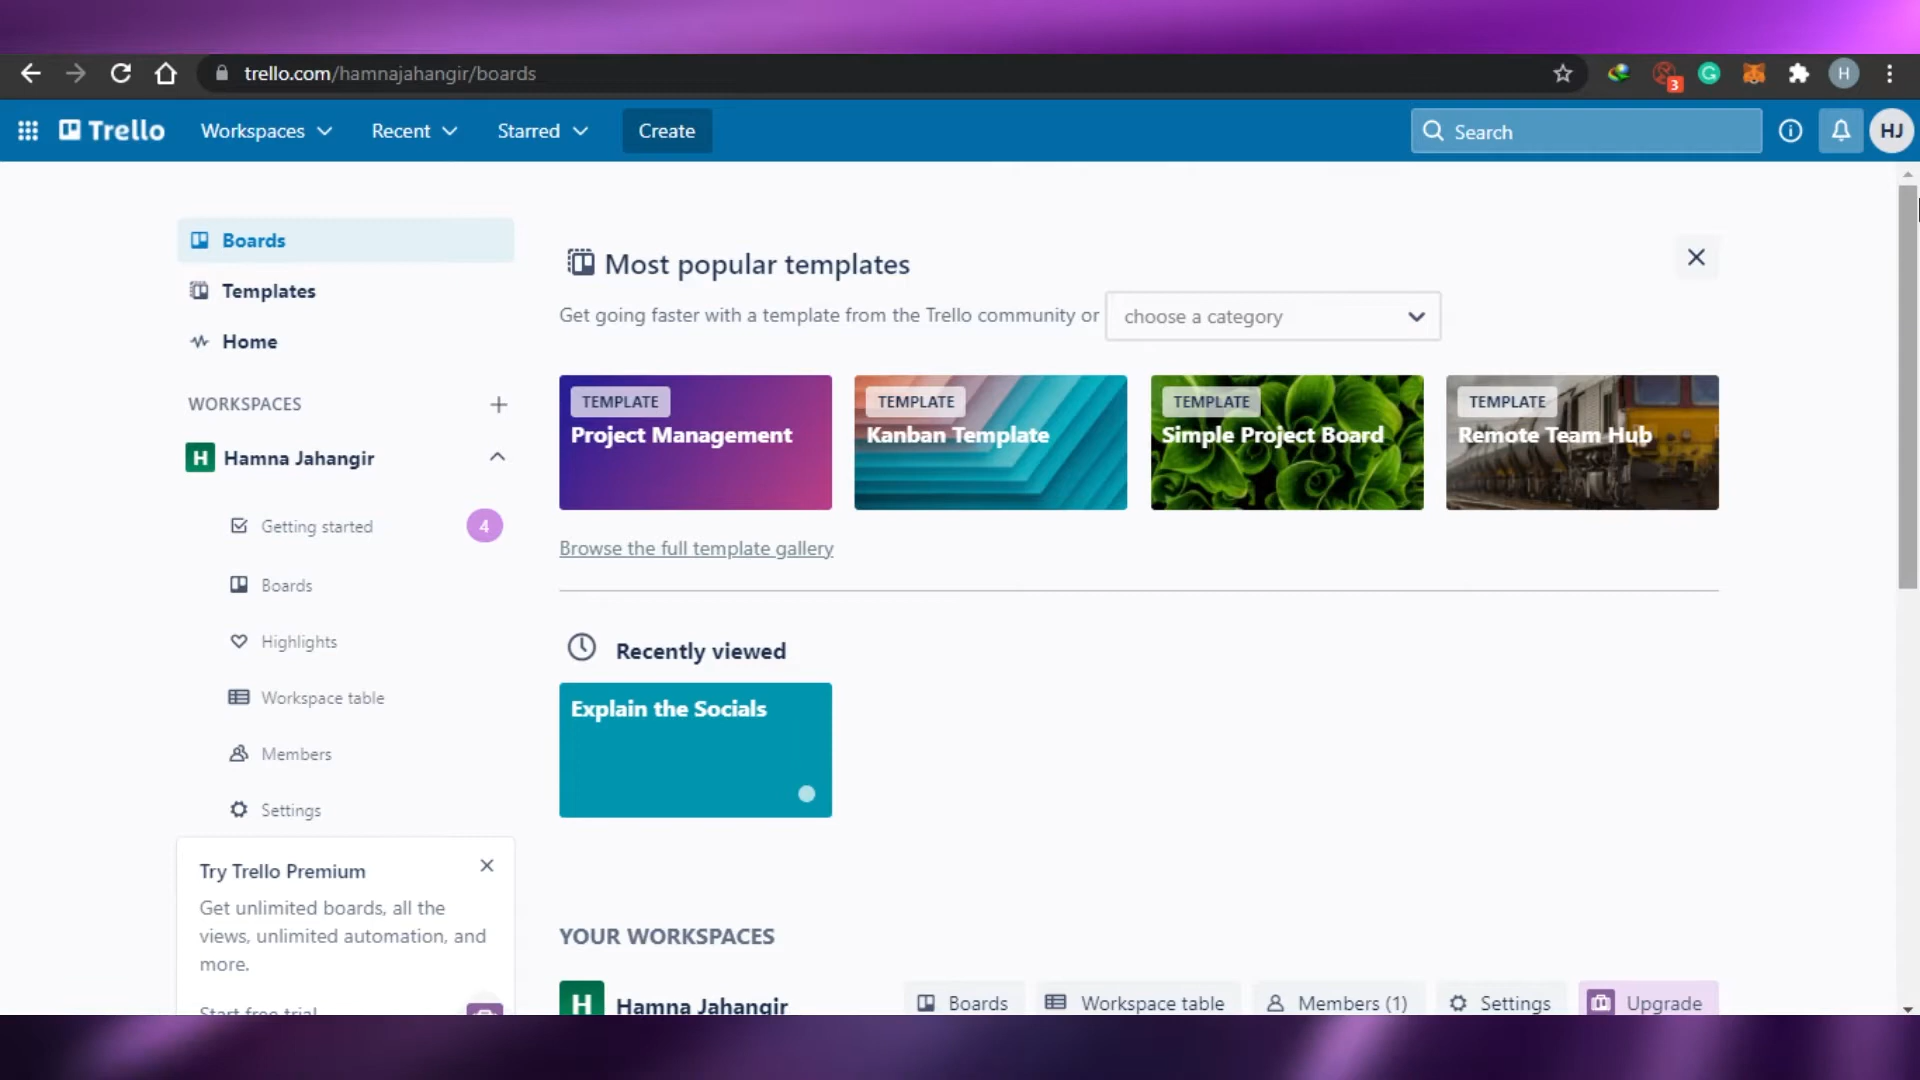 trello.com/hamnajahangir/boards
3
H
Trello
Workspaces
Recent
Starred
Create
Search
HJ
Boards
Templates
Home
WORKSPACES
H Hamna Jahangir
Getting started 4
Boards
Highlights
Workspace table
Members
Settings
Try Trello Premium
Get unlimited boards, all the
views, unlimited automation, and
more.
Start free trial
Most popular templates
Get going faster with a template from the Trello community or choose a category
TEMPLATE
Project Management
TEMPLATE
Kanban Template
TEMPLATE
Simple Project Board
TEMPLATE
Remote Team Hub
Browse the full template gallery
Recently viewed
Explain the Socials
YOUR WORKSPACES
H Hamna Jahangir
Boards
Workspace table
Members (1)
Settings
Upgrade